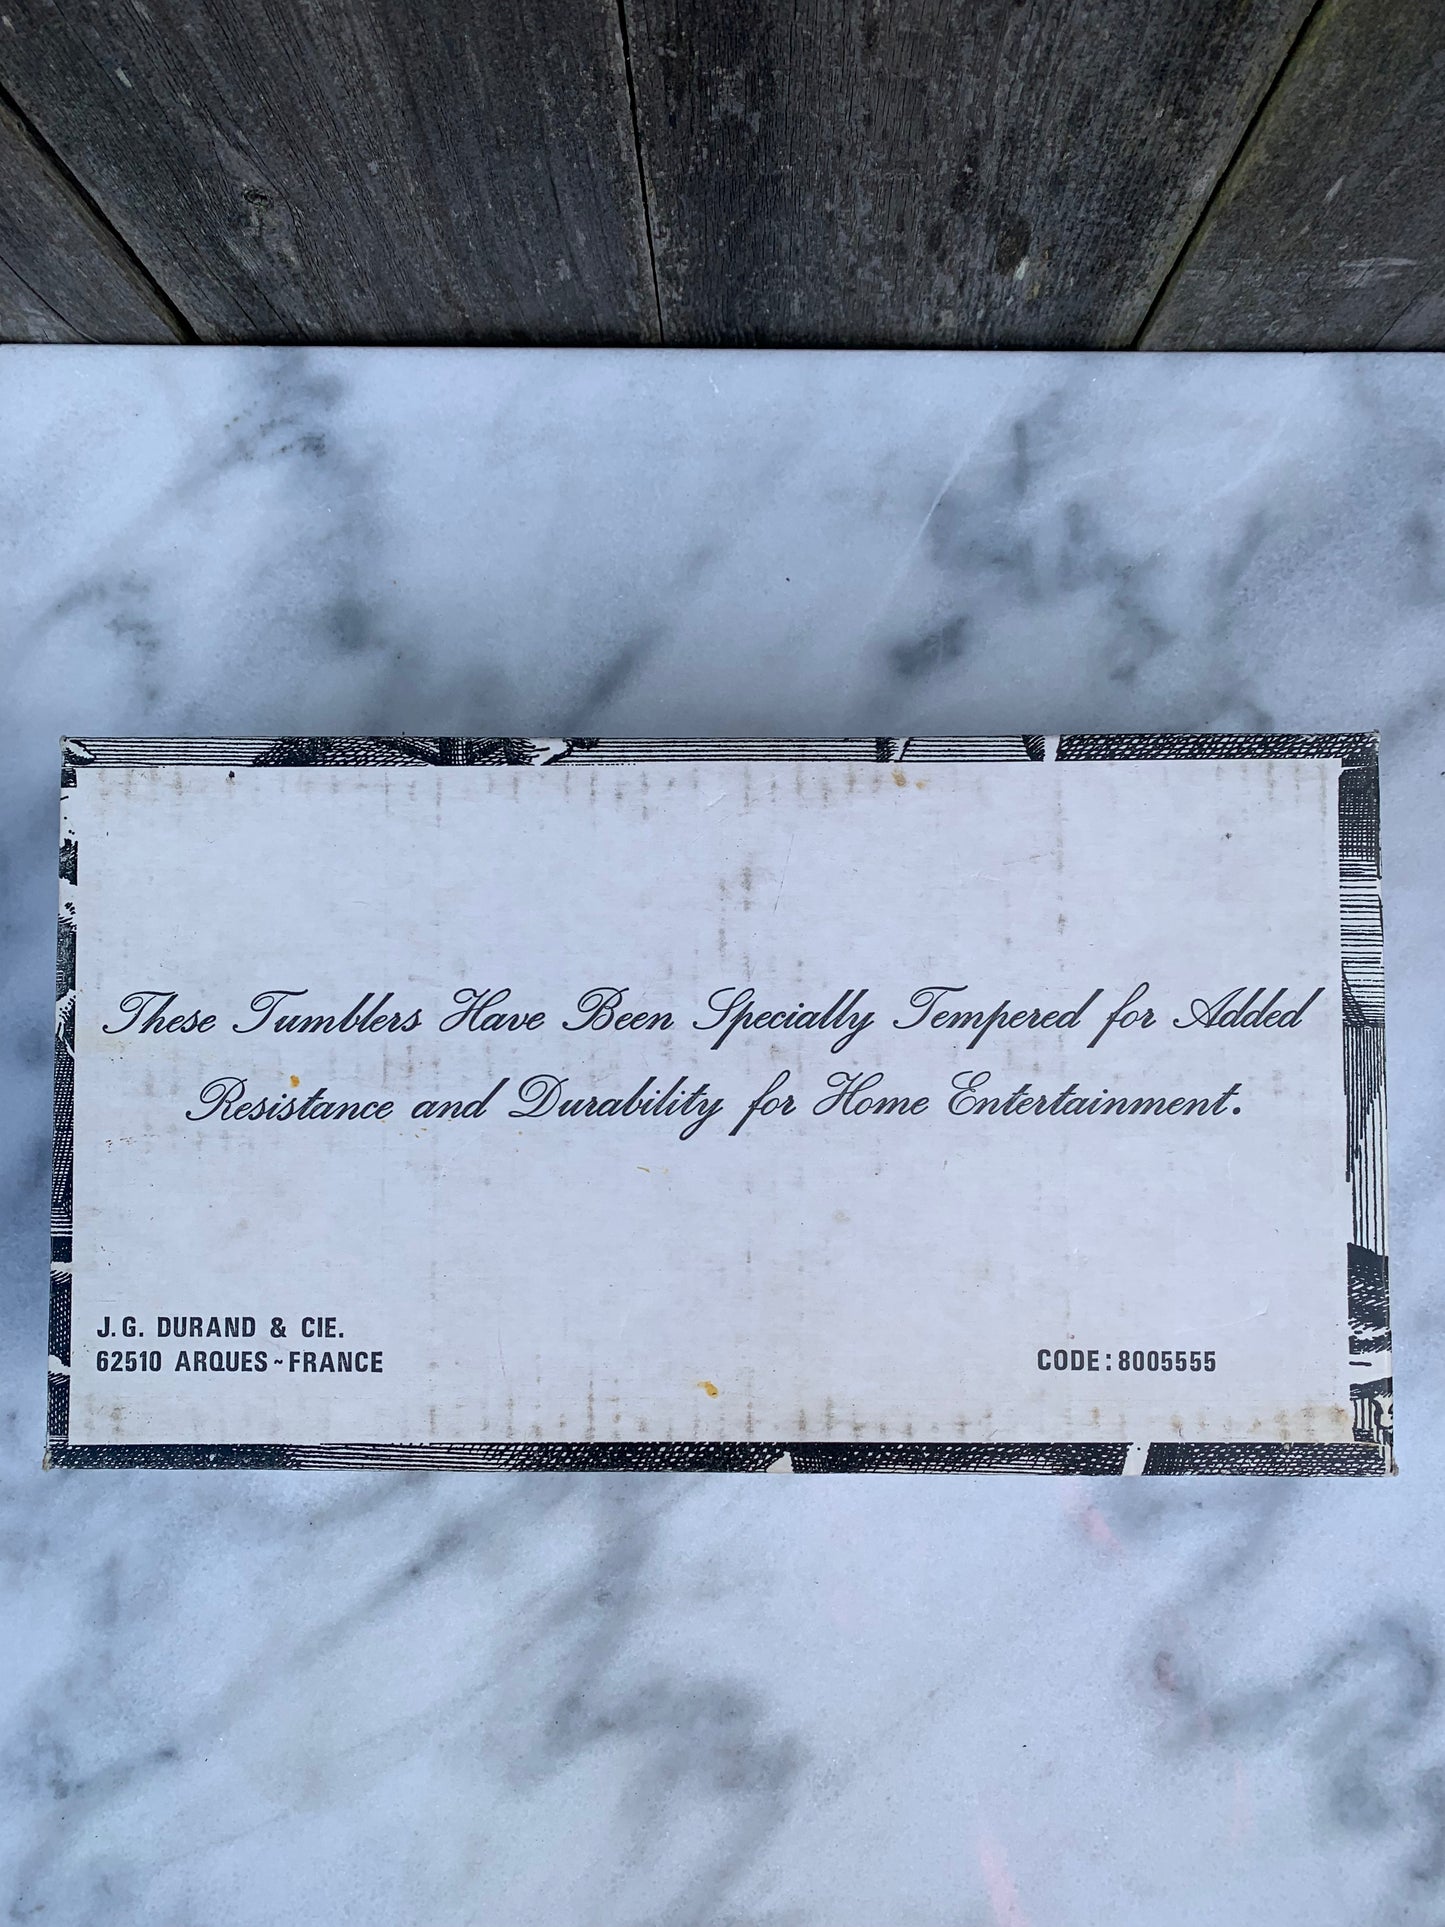 These Tumblers Have Been Specially Tempered for Added
Resistance and Durability for Home Entertainment.
J.G. DURAND & CIE.
62510 ARQUES ~ FRANCE
CODE: 8005555